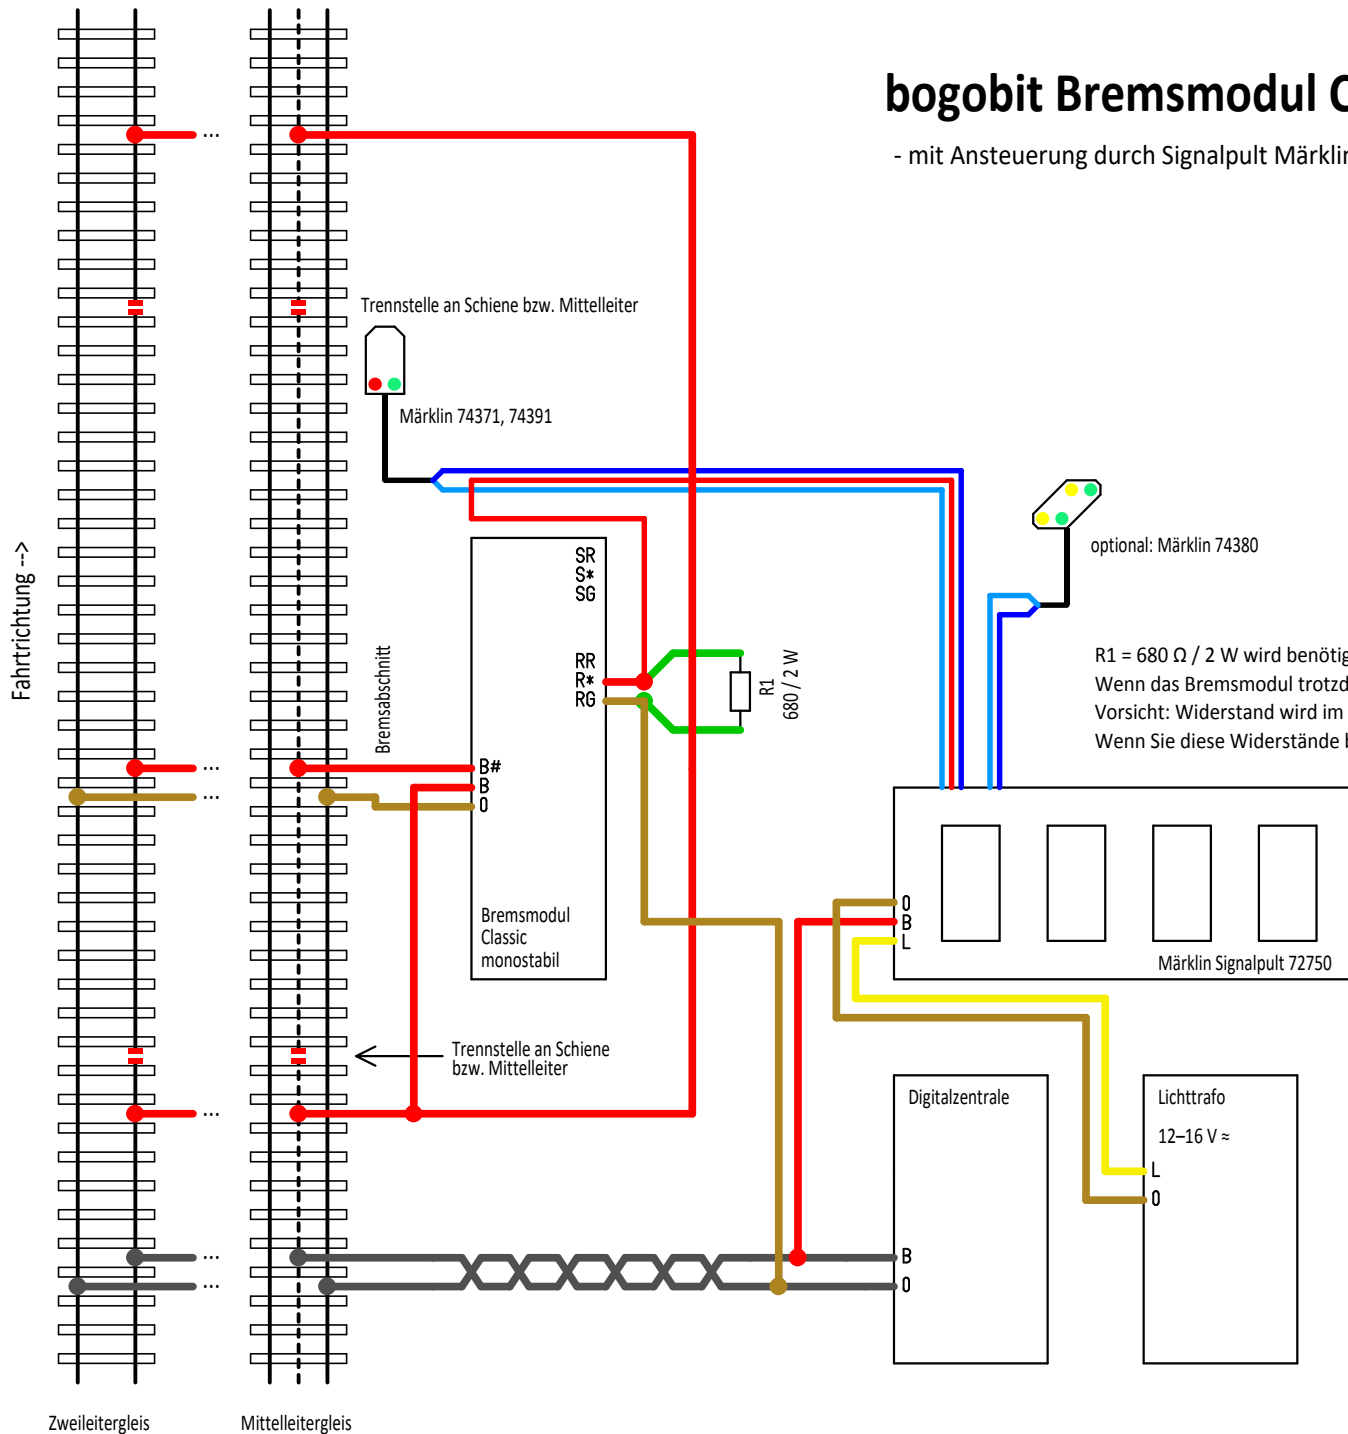 bogobit Bremsmodul
- mit Ansteuerung durch Signalpult Märklin
...
Trennstelle an Schiene bzw. Mittelleiter
Märklin 74371, 74391
optional: Märklin 74380
Fahrtrichtung -->
Bremsabschnitt
SR
S*
SG
RR
R*
RG
R1
680 / 2 W
R1 = 680 Ω / 2 W wird benötig
Wenn das Bremsmodul trotzd
Vorsicht: Widerstand wird im
Wenn Sie diese Widerstände b
...
...
B#
B
0
Bremsmodul
Classic
monostabil
0
B
L
Märklin Signalpult 72750
Trennstelle an Schiene
bzw. Mittelleiter
...
Digitalzentrale
Lichttrafo
12–16 V ≈
L
0
...
...
B
0
Zweileitergleis
Mittelleitergleis